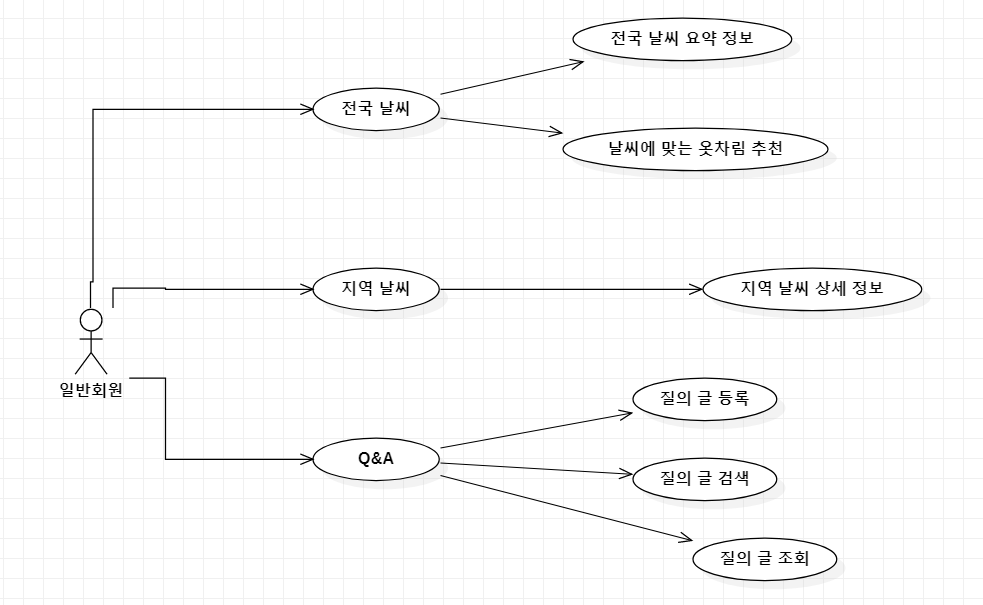 전국 날씨 요약 정보
전국 날씨
날씨에 맞는 옷차림 추천
지역 날씨
지역 날씨 상세 정보
일반회원
질의 글 등록
Q&A
질의 글 검색
질의 글 조회